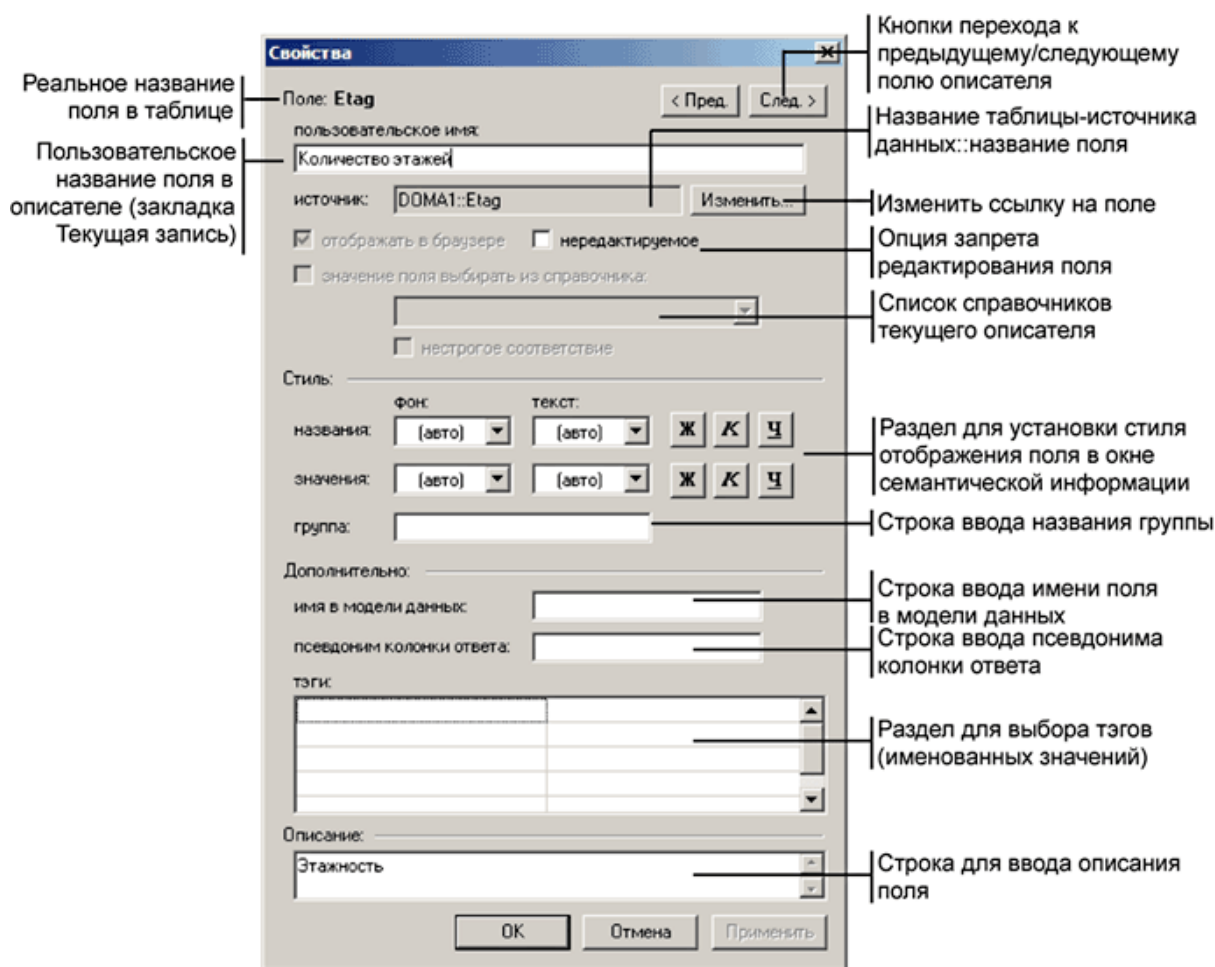 Кнопки перехода к
предыдущему/следующему
полю описателя
Свойства
Реальное название
поля в таблице
Поле: Etag
< Пред.
След. >
Название таблицы-источника
данных::название поля
пользовательское имя:
Пользовательское
название поля в
описателе (закладка
Текущая запись)
Количество этажей
источник:
DOMA1::Etag
Изменить...
Изменить ссылку на поле
отображать в браузере
нередактируемое
Опция запрета
редактирования поля
значение поля выбирать из справочника:
Список справочников
текущего описателя
нестрогое соответствие
Стиль:
фон:
текст:
названия:
(авто)
(авто)
Ж
К
Ч
Раздел для установки стиля
отображения поля в окне
семантической информации
значения:
(авто)
(авто)
Ж
К
Ч
группа:
Строка ввода названия группы
Дополнительно:
имя в модели данных:
Строка ввода имени поля
в модели данных
псевдоним колонки ответа:
Строка ввода псевдонима
колонки ответа
тэги:
Раздел для выбора тэгов
(именованных значений)
Описание:
Этажность
Строка для ввода описания
поля
OK
Отмена
Применить